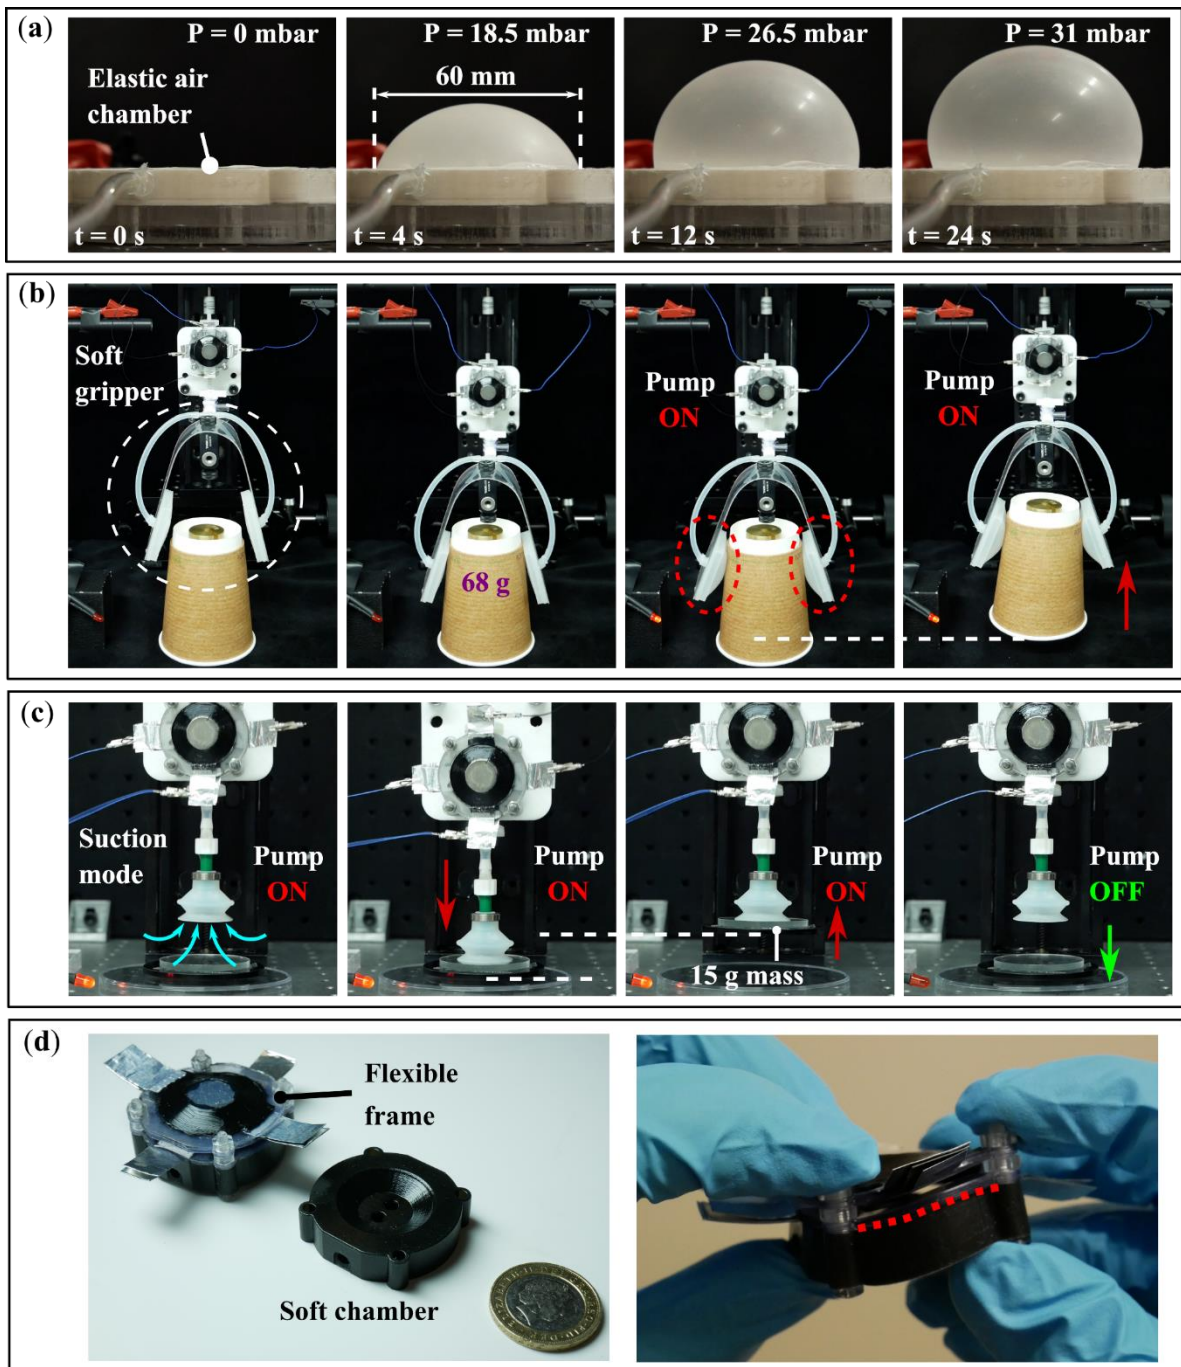 (a)
P = 0 mbar
P = 18.5 mbar
P = 26.5 mbar
P = 31 mbar
Elastic air
chamber
60 mm
t = 0 s
t = 4 s
t = 12 s
t = 24 s
(b)
Soft
gripper
68 g
Pump
ON
Pump
ON
(c)
Suction
mode
Pump
ON
Pump
ON
Pump
ON
15 g mass
Pump
OFF
(d)
Flexible
frame
Soft chamber